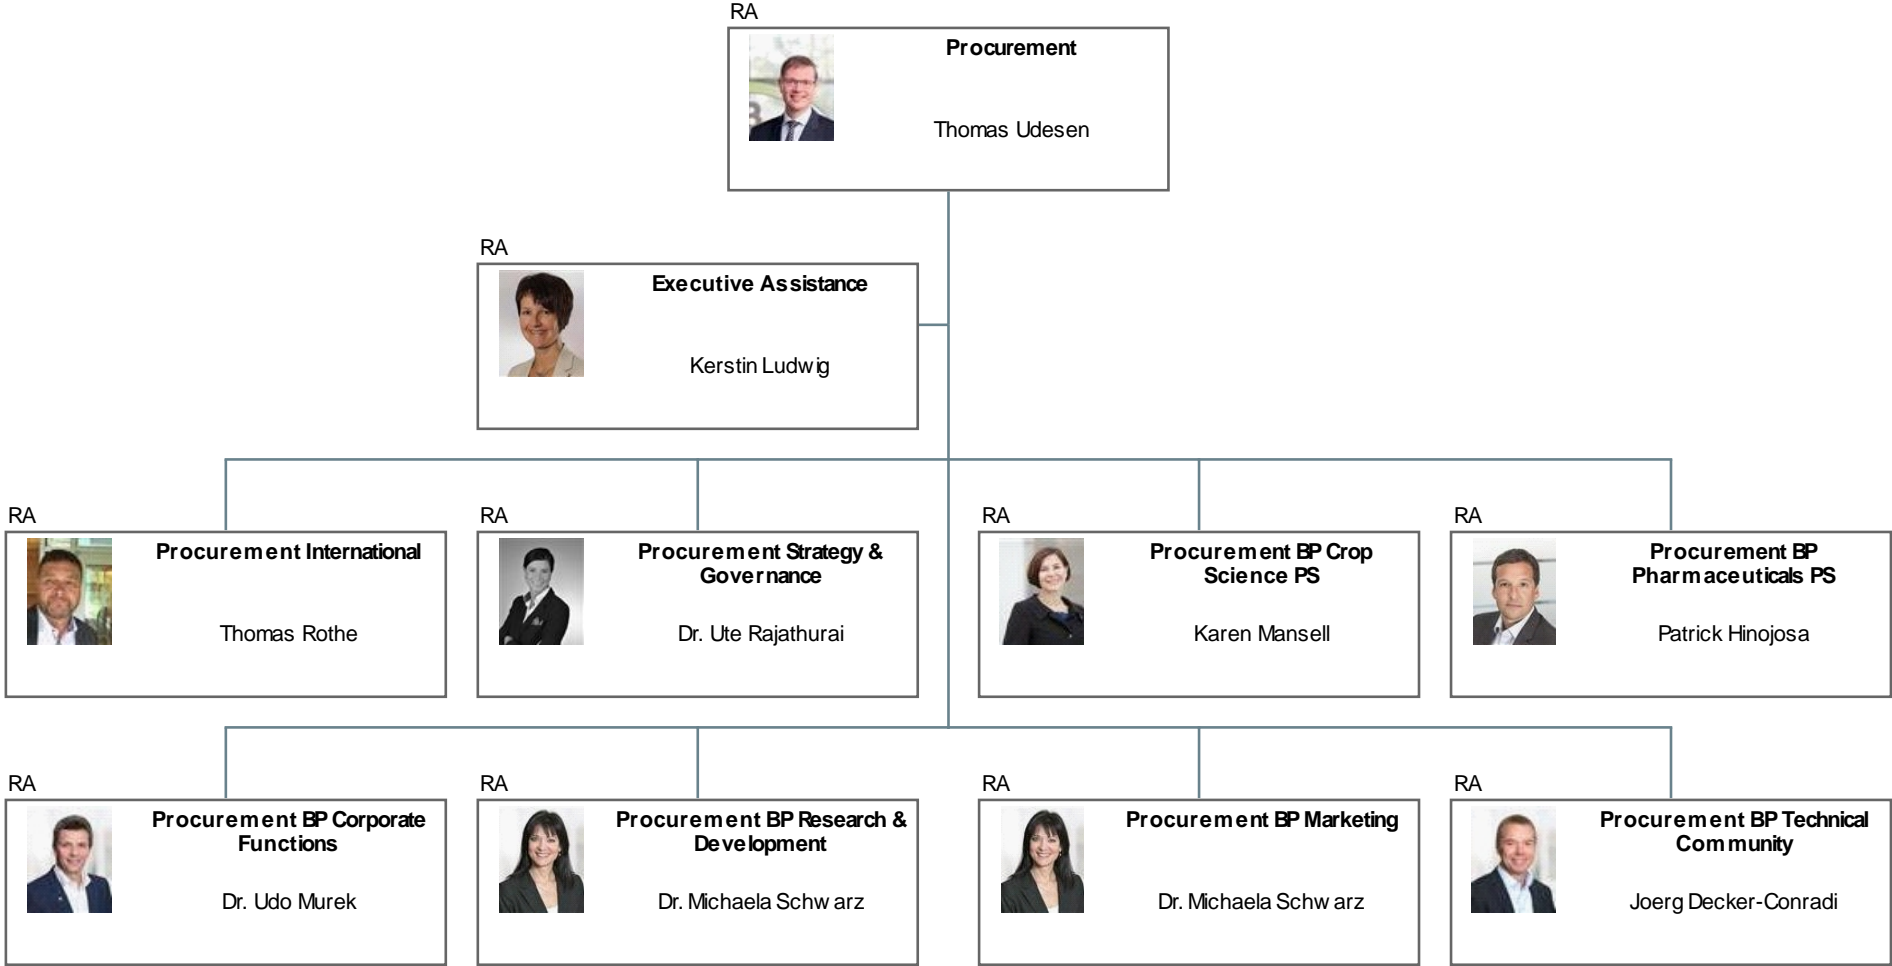 RA
Procurement
Thomas Udesen
RA
Executive Assistance
Kerstin Ludwig
RA
Procurement International
Thomas Rothe
RA
Procurement Strategy &
Governance
Dr. Ute Rajathurai
RA
Procurement BP Crop
Science PS
Karen Mansell
RA
Procurement BP
Pharmaceuticals PS
Patrick Hinojosa
RA
Procurement BP Corporate
Functions
Dr. Udo Murek
RA
Procurement BP Research &
Development
Dr. Michaela Schwarz
RA
Procurement BP Marketing
Dr. Michaela Schwarz
RA
Procurement BP Technical
Community
Joerg Decker-Conradi